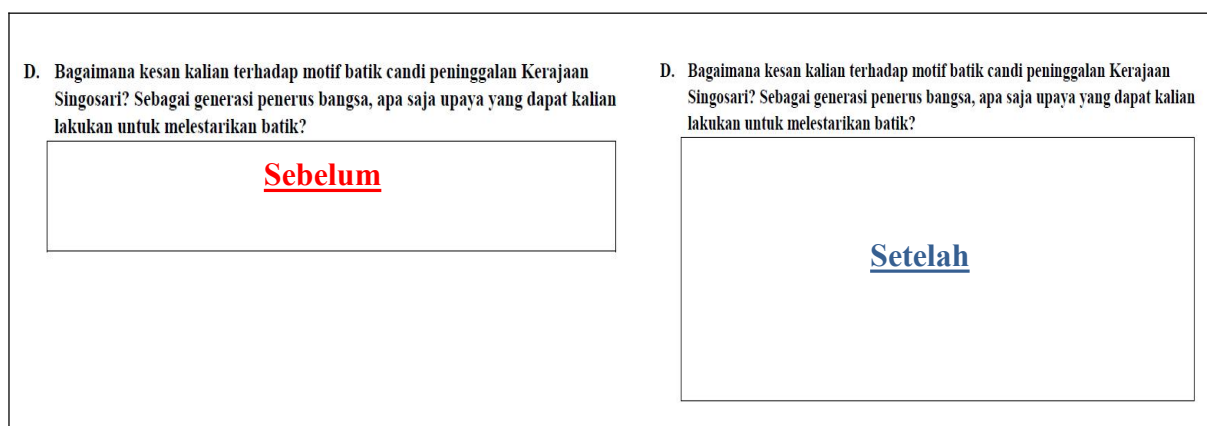 D. Bagaimana kesan kalian terhadap motif batik candi peninggalan Kerajaan
Singosari? Sebagai generasi penerus bangsa, apa saja upaya yang dapat kalian
lakukan untuk melestarikan batik?
Sebelum
D. Bagaimana kesan kalian terhadap motif batik candi peninggalan Kerajaan
Singosari? Sebagai generasi penerus bangsa, apa saja upaya yang dapat kalian
lakukan untuk melestarikan batik?
Setelah